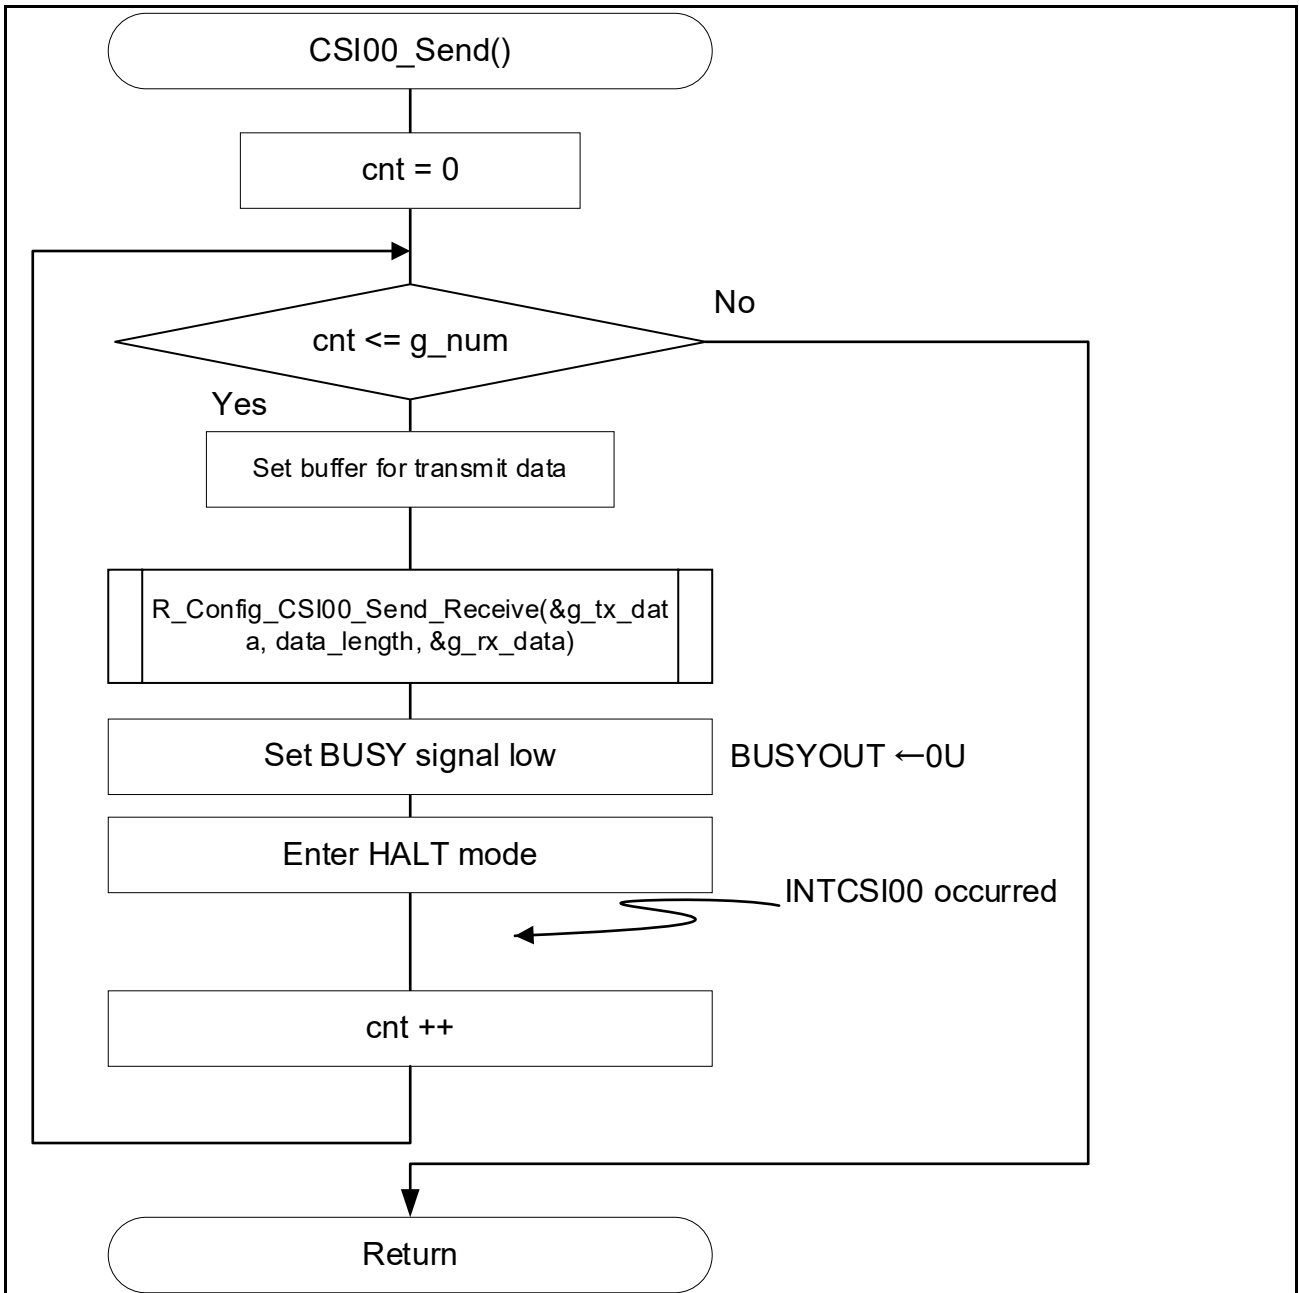 CSI00_Send()
cnt = 0
cnt <= g_num
No
Yes
Set buffer for transmit data
R_Config_CSI00_Send_Receive(&g_tx_dat
a, data_length, &g_rx_data)
Set BUSY signal low
BUSYOUT ←0U
Enter HALT mode
INTCSI00 occurred
cnt ++
Return